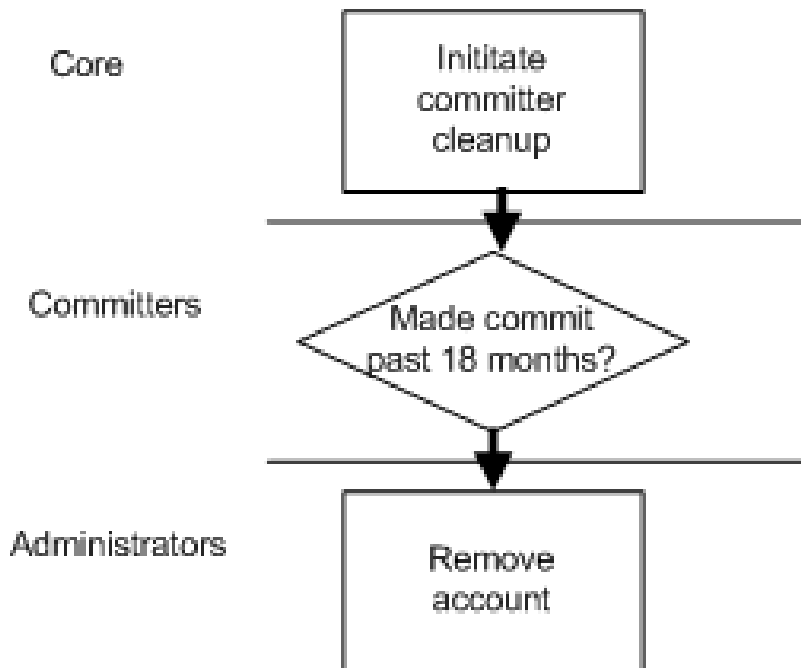 Core
Inititate
committer
cleanup
Committers
Made commit
past 18 months?
Administrators
Remove
account